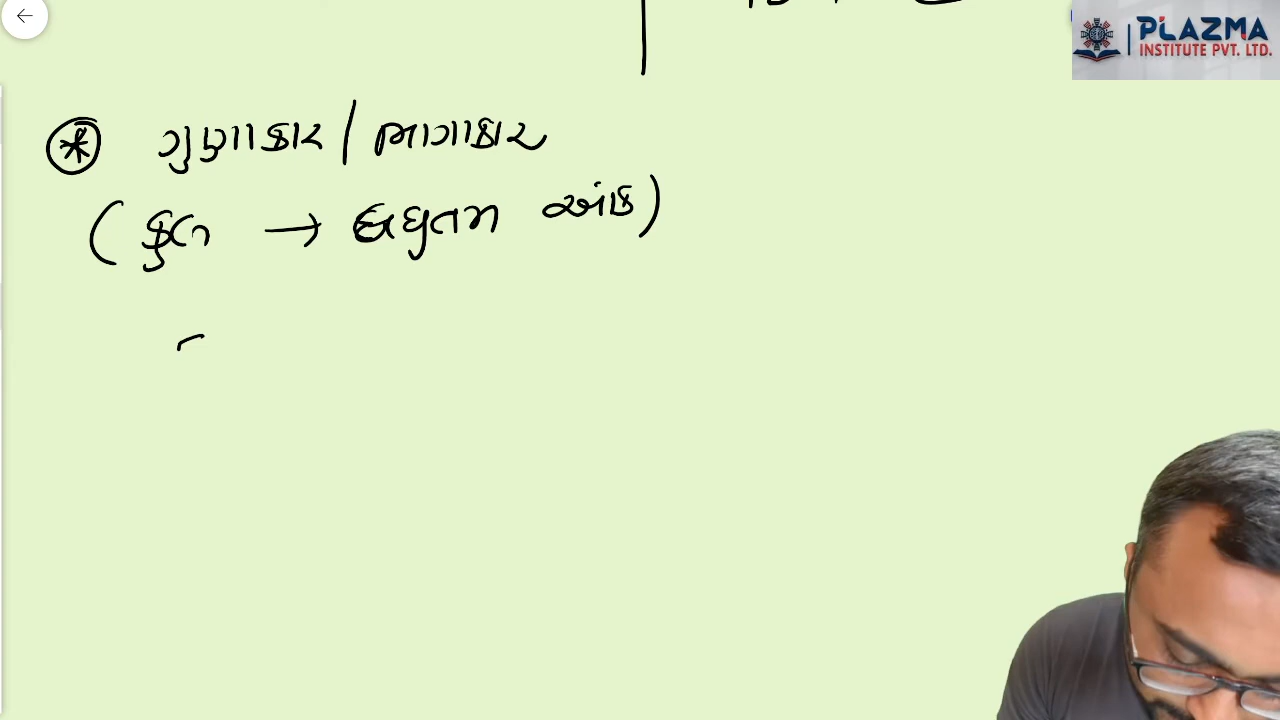 PLAZMA
INSTITUTE PVT. LTD.
* ગુણાકાર / ભાગાકાર
(કુલ → લઘુતમ અંક)